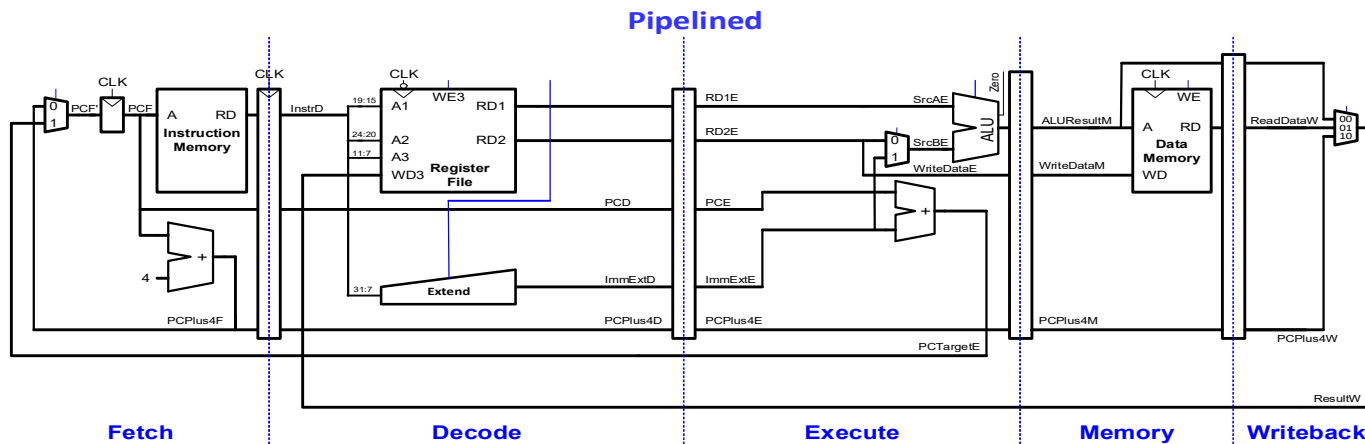 Pipelined
CLK
CLK
CLK
CLK
0
1
PCF'
PCF
A
RD
Instruction
Memory
InstrD
19:15
24:20
11:7
A1
A2
A3
WD3
WE3
RD1
RD2
Register
File
RD1E
RD2E
SrcAE
0
1
SrcBE
Zero
ALU
WriteDataE
ALUResultM
WriteDataM
A
RD
WE
Data
Memory
WD
ReadDataW
00
01
10
PCD
PCE
+
4
+
31:7
Extend
ImmExtD
ImmExtE
PCPlus4F
PCPlus4D
PCPlus4E
PCPlus4M
PCPlus4W
PCTargetE
ResultW
Fetch
Decode
Execute
Memory
Writeback